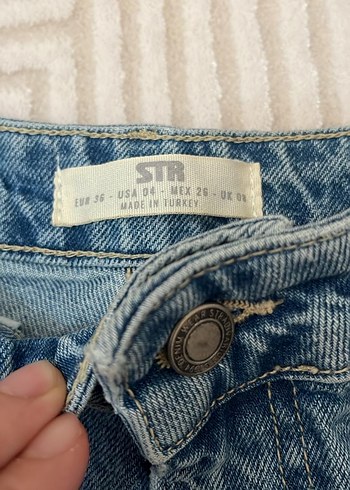 STR
EUR 36 - USA 04 - MEX 26 - UK 08
MADE IN TURKEY